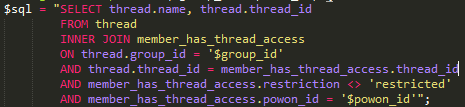 $sql = "SELECT thread.name, thread.thread_id
FROM thread
INNER JOIN member_has_thread_access
ON thread.group_id = '$group_id'
AND thread.thread_id = member_has_thread_access.thread_id
AND member_has_thread_access.restriction <> 'restricted'
AND member_has_thread_access.powon_id = '$powon_id'";